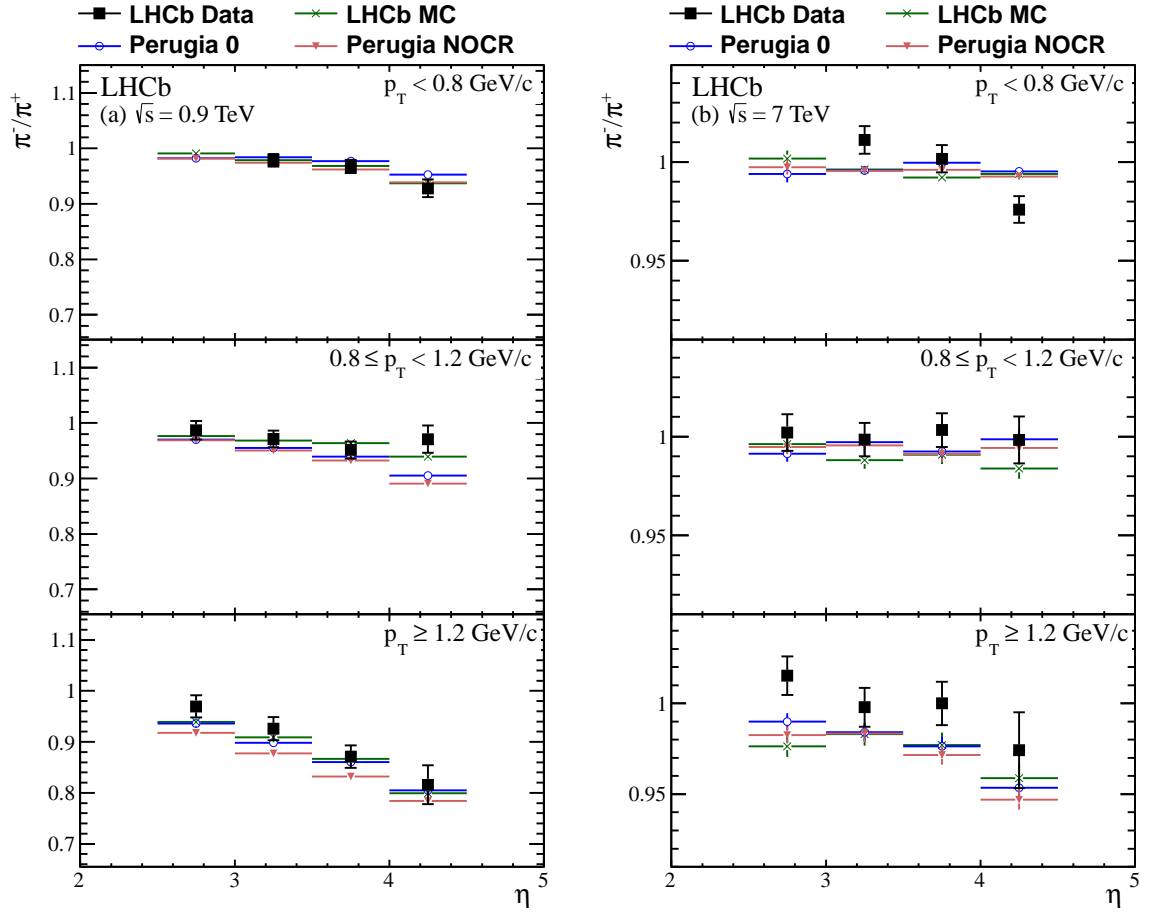 LHCb Data LHCb MC
Perugia 0 Perugia NOCR
π⁻/π⁺
LHCb
(a) √s = 0.9 TeV
p_T < 0.8 GeV/c
1.1
1
0.9
0.8
0.7
0.8 ≤ p_T < 1.2 GeV/c
1.1
1
0.9
0.8
0.7
p_T ≥ 1.2 GeV/c
1.1
1
0.9
0.8
0.7
2 3 4 5
η
LHCb Data LHCb MC
Perugia 0 Perugia NOCR
π⁻/π⁺
LHCb
(b) √s = 7 TeV
p_T < 0.8 GeV/c
1
0.95
0.8 ≤ p_T < 1.2 GeV/c
1
0.95
p_T ≥ 1.2 GeV/c
1
0.95
2 3 4 5
η